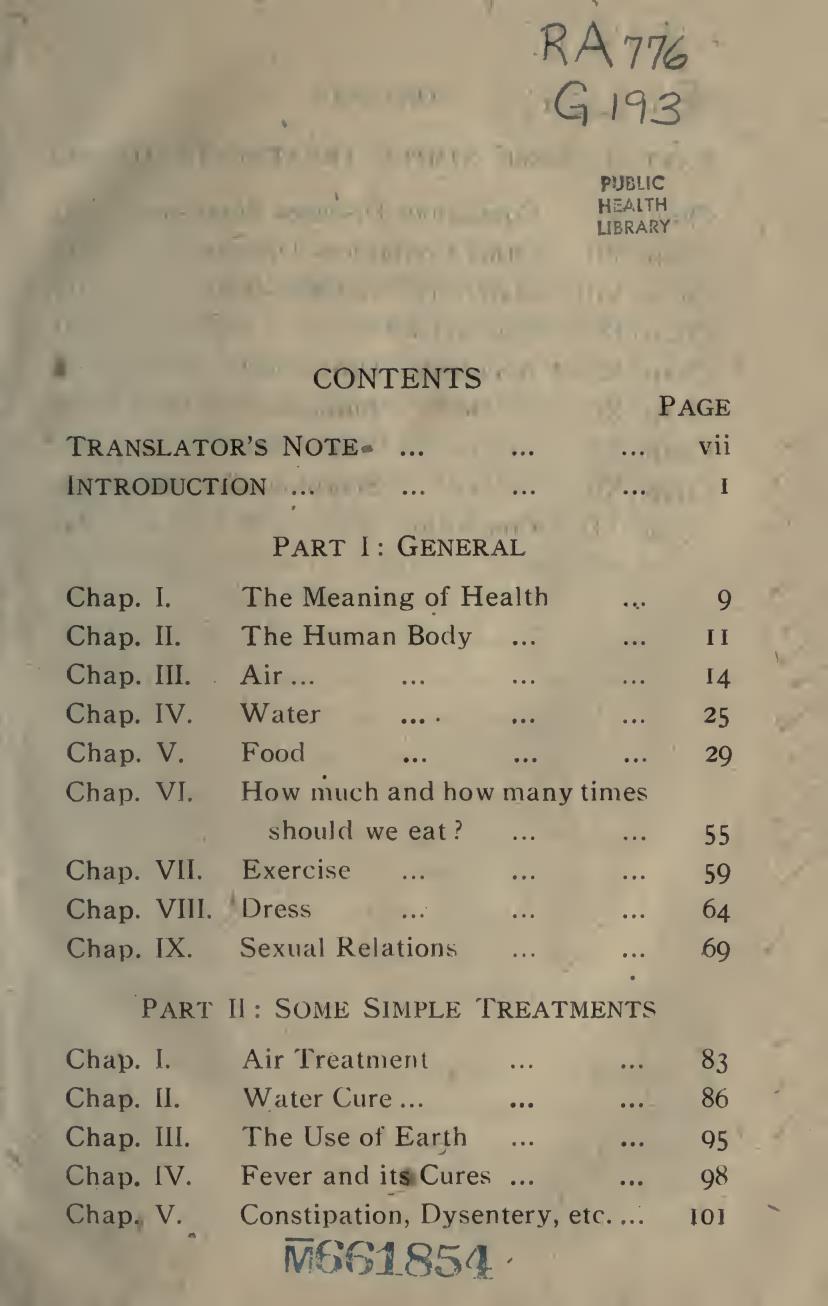 RA 776
G 193
PUBLIC
HEALTH
LIBRARY
CONTENTS
PAGE
TRANSLATOR'S NOTE ... ... ... vii
INTRODUCTION ... ... ... ... 1
PART I: GENERAL
Chap. I. The Meaning of Health ... 9
Chap. II. The Human Body ... ... 11
Chap. III. Air ... ... ... ... 14
Chap. IV. Water ... ... ... 25
Chap. V. Food ... ... ... 29
Chap. VI. How much and how many times
should we eat? ... ... 55
Chap. VII. Exercise ... ... ... 59
Chap. VIII. Dress ... ... ... 64
Chap. IX. Sexual Relations ... ... 69
PART II: SOME SIMPLE TREATMENTS
Chap. I. Air Treatment ... ... 83
Chap. II. Water Cure ... ... ... 86
Chap. III. The Use of Earth ... ... 95
Chap. IV. Fever and its Cures ... ... 98
Chap. V. Constipation, Dysentery, etc. ... 101
M661854